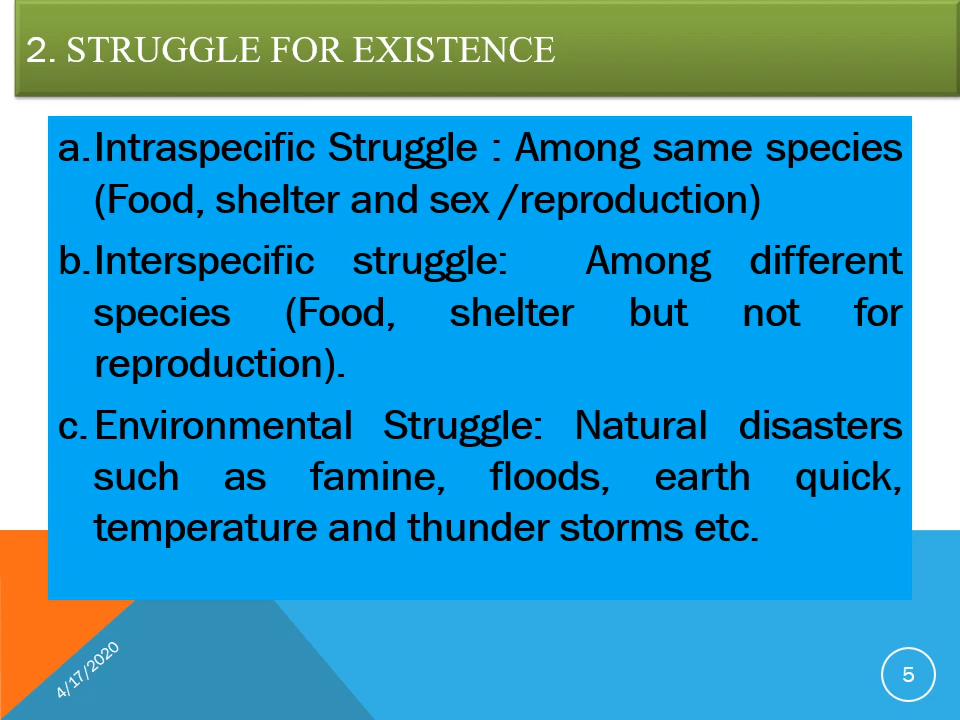 2. STRUGGLE FOR EXISTENCE
a. Intraspecific Struggle : Among same species
(Food, shelter and sex /reproduction)
b. Interspecific struggle: Among different
species (Food, shelter but not for
reproduction).
c. Environmental Struggle: Natural disasters
such as famine, floods, earth quick,
temperature and thunder storms etc.
4/17/2020
5